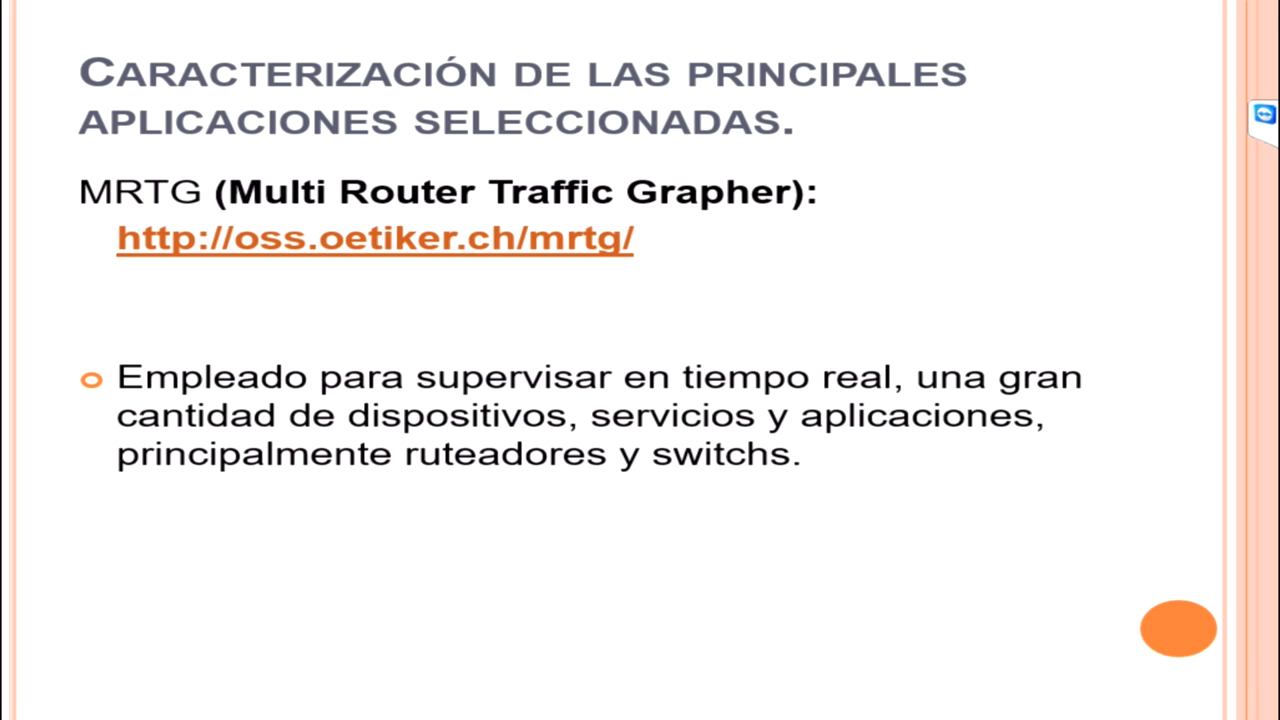 CARACTERIZACIÓN DE LAS PRINCIPALES
APLICACIONES SELECCIONADAS.
MRTG (Multi Router Traffic Grapher):
http://oss.oetiker.ch/mrtg/
Empleado para supervisar en tiempo real, una gran
cantidad de dispositivos, servicios y aplicaciones,
principalmente ruteadores y switchs.